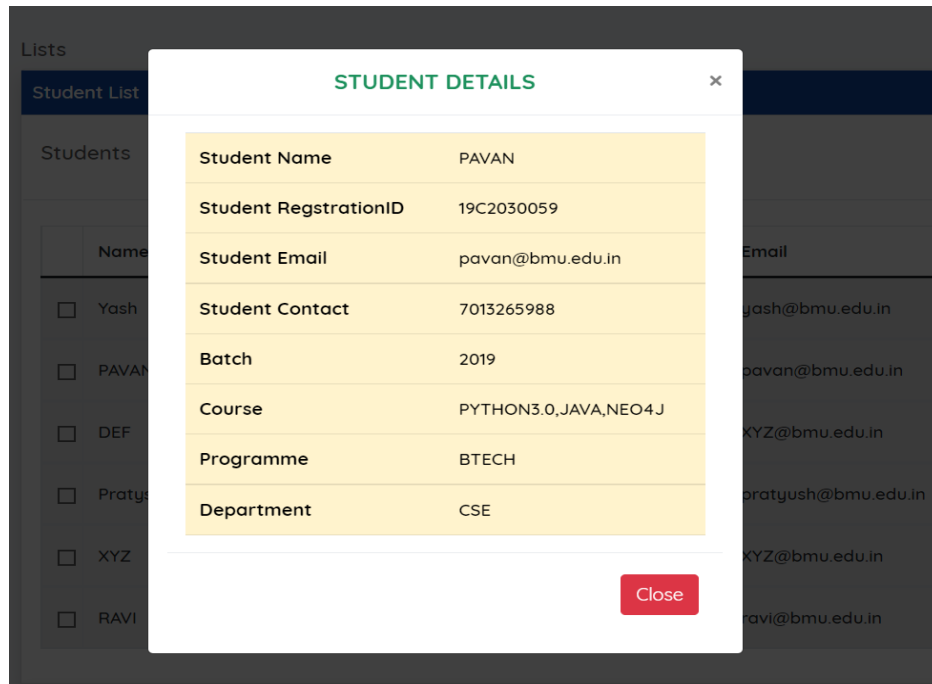 Lists
STUDENT DETAILS ×
Student List
Students
Student Name PAVAN
Student RegstrationID 19C2030059
Name Student Email pavan@bmu.edu.in Email
Yash Student Contact 7013265988 yash@bmu.edu.in
Batch 2019
PAVAN pavan@bmu.edu.in
Course PYTHON3.0,JAVA,NEO4J
DEF XYZ@bmu.edu.in
Programme BTECH
Pratys pratyush@bmu.edu.in
Department CSE
XYZ XYZ@bmu.edu.in
Close
RAVI ravi@bmu.edu.in